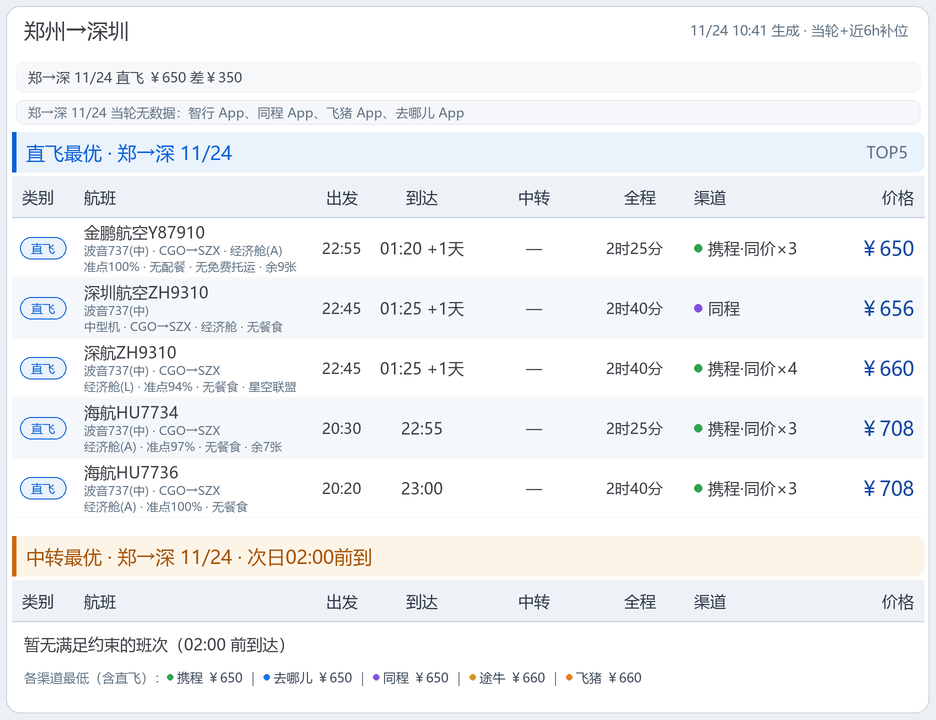 郑州→深圳
11/24 10:41 生成 · 当轮+近6h补位
郑→深 11/24 直飞 ￥650 差￥350
郑→深 11/24 当轮无数据：智行 App、同程 App、飞猪 App、去哪儿 App
直飞最优 · 郑→深 11/24 TOP5
类别 航班 出发 到达 中转 全程 渠道 价格
金鹏航空Y87910
直飞 波音737(中) · CGO→SZX · 经济舱(A) 22:55 01:20 +1天 — 2时25分 携程·同价×3 ￥650
准点100% · 无配餐 · 无免费托运 · 余9张
深圳航空ZH9310
直飞 波音737(中) 22:45 01:25 +1天 — 2时40分 同程 ￥656
中型机 · CGO→SZX · 经济舱 · 无餐食
深航ZH9310
直飞 波音737(中) · CGO→SZX 22:45 01:25 +1天 — 2时40分 携程·同价×4 ￥660
经济舱(L) · 准点94% · 无餐食 · 星空联盟
海航HU7734
直飞 波音737(中) · CGO→SZX 20:30 22:55 — 2时25分 携程·同价×3 ￥708
经济舱(A) · 准点97% · 无餐食 · 余7张
海航HU7736
直飞 波音737(中) · CGO→SZX 20:20 23:00 — 2时40分 携程·同价×3 ￥708
经济舱(A) · 准点100% · 无餐食
中转最优 · 郑→深 11/24 · 次日02:00前到
类别 航班 出发 到达 中转 全程 渠道 价格
暂无满足约束的班次（02:00 前到达）
各渠道最低（含直飞）: 携程 ￥650 | 去哪儿 ￥650 | 同程 ￥650 | 途牛 ￥660 | 飞猪 ￥660